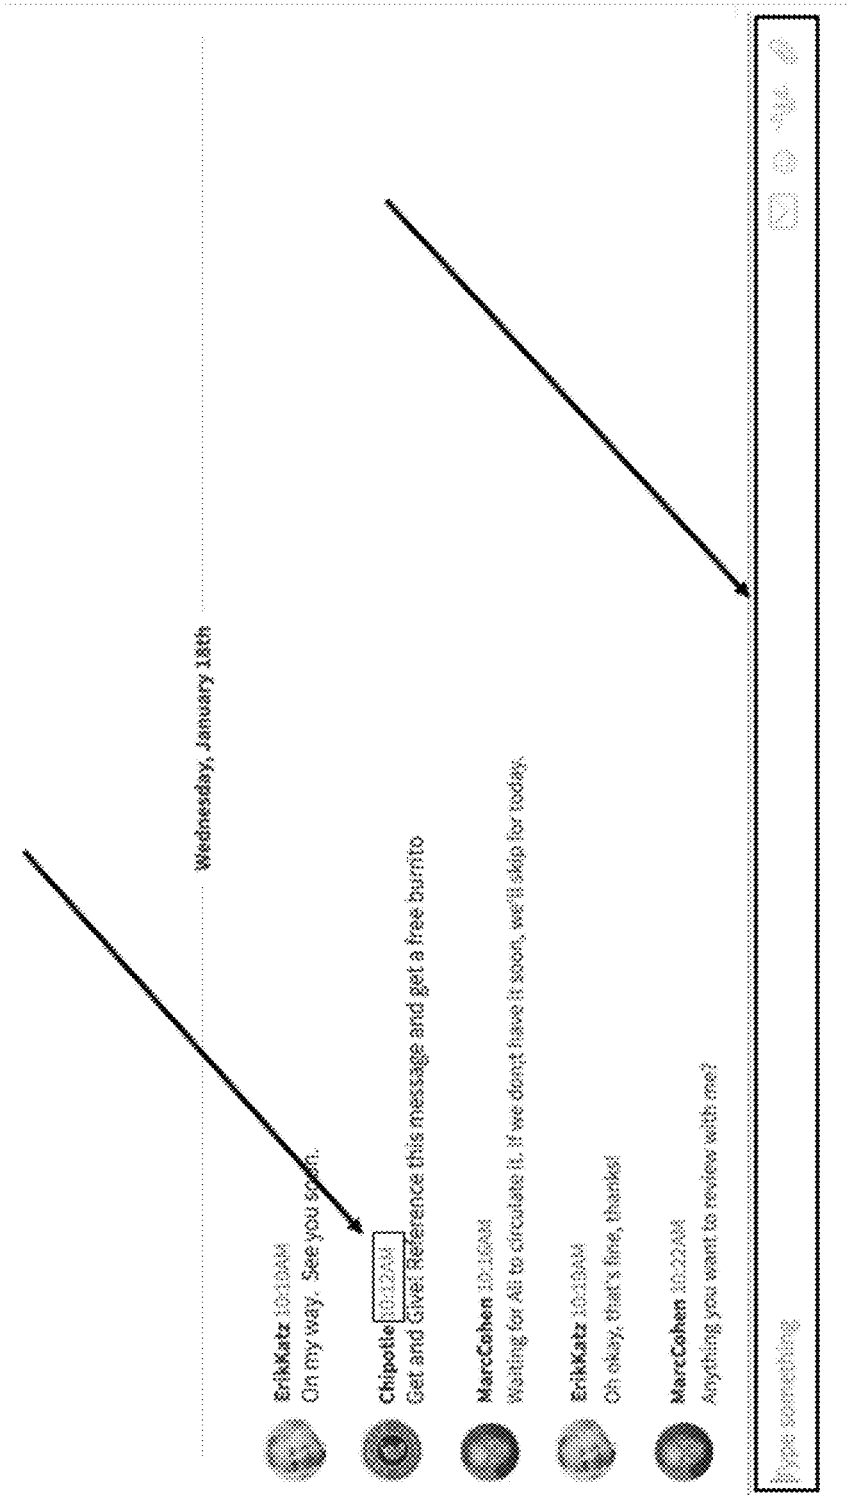 Wednesday, January 18th
ErikKatz 10:10AM
On my way. See you soon.
Chipotle 10:12AM
Get and Give! Reference this message and get a free burrito
MarcCohen 10:16AM
Waiting for Ali to circulate it. If we don't have it soon, we'll skip for today.
ErikKatz 10:19AM
Oh okay, that's fine, thanks!
MarcCohen 10:22AM
Anything you want to review with me?
Type something